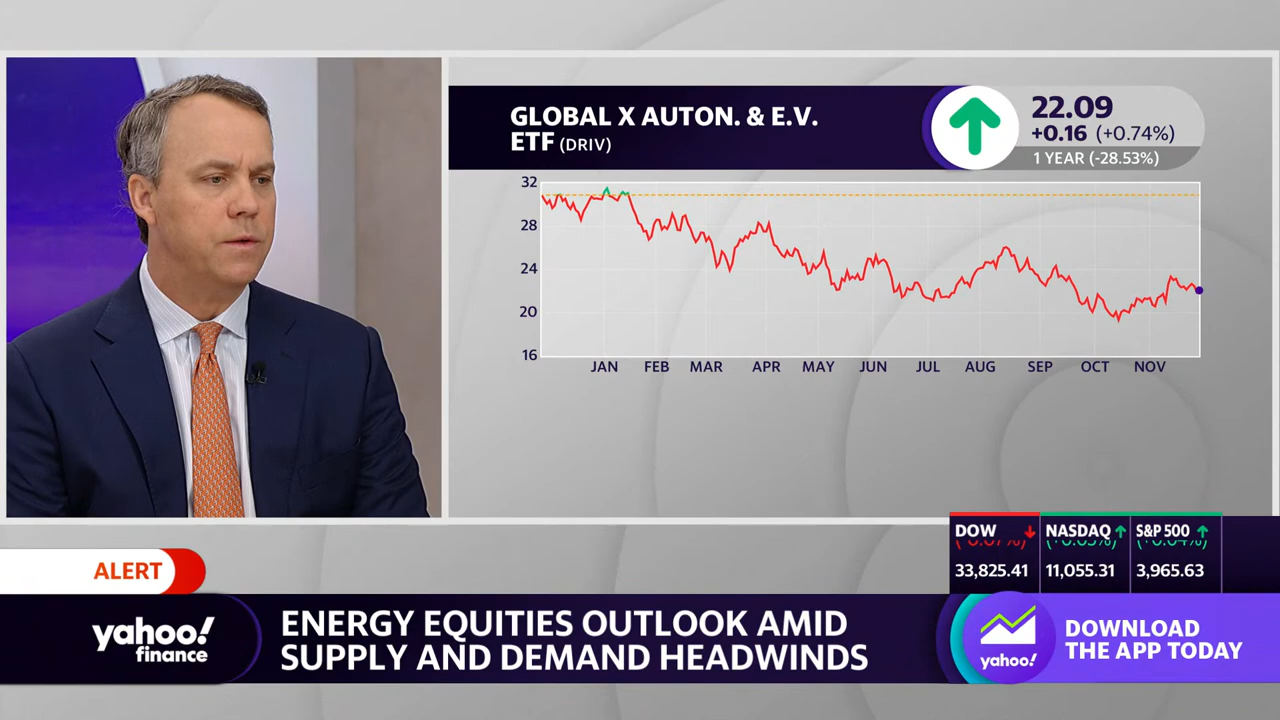 GLOBAL X AUTON. & E.V.
ETF (DRIV)
22.09
+0.16 (+0.74%)
1 YEAR (-28.53%)
32
28
24
20
16
JAN FEB MAR APR MAY JUN JUL AUG SEP OCT NOV
DOW NASDAQ S&P 500
33,825.41 11,055.31 3,965.63
ALERT
yahoo!
finance
ENERGY EQUITIES OUTLOOK AMID
SUPPLY AND DEMAND HEADWINDS
yahoo!
DOWNLOAD
THE APP TODAY